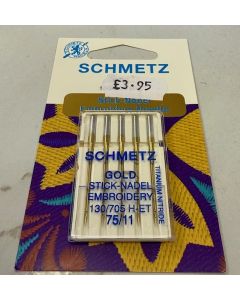 SCHMETZ
£3.95
SCHMETZ
GOLD
STICK-NADEL
EMBROIDERY
130/705 H-ET
75/11
TITANIUM NITRIDE